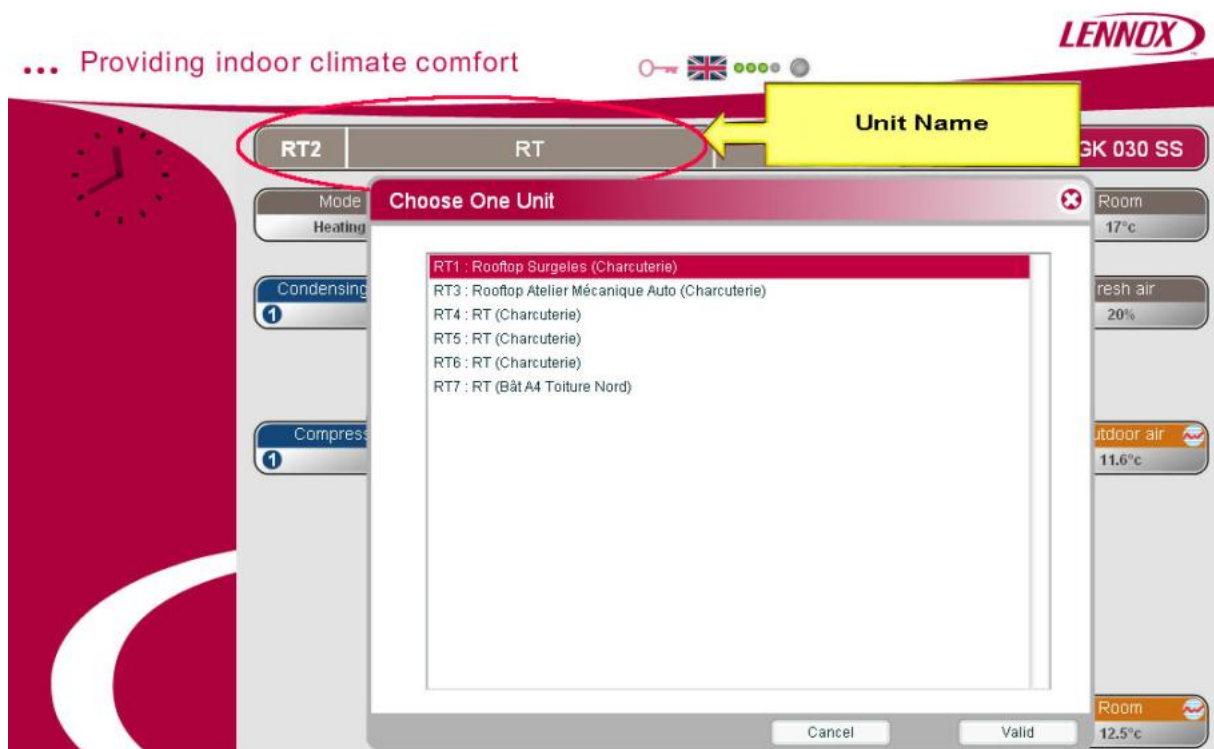 LENNOX
... Providing indoor climate comfort
Unit Name
RT2 RT GK 030 SS
Mode
Heating
Choose One Unit
Room
17°c
RT1 : Rooftop Surgeles (Charcuterie)
RT3 : Rooftop Atelier Mécanique Auto (Charcuterie)
RT4 : RT (Charcuterie)
RT5 : RT (Charcuterie)
RT6 : RT (Charcuterie)
RT7 : RT (Bât A4 Toiture Nord)
Condensing
1
resh air
20%
Compress
1
utdoor air
11.6°c
Room
12.5°c
Cancel Valid